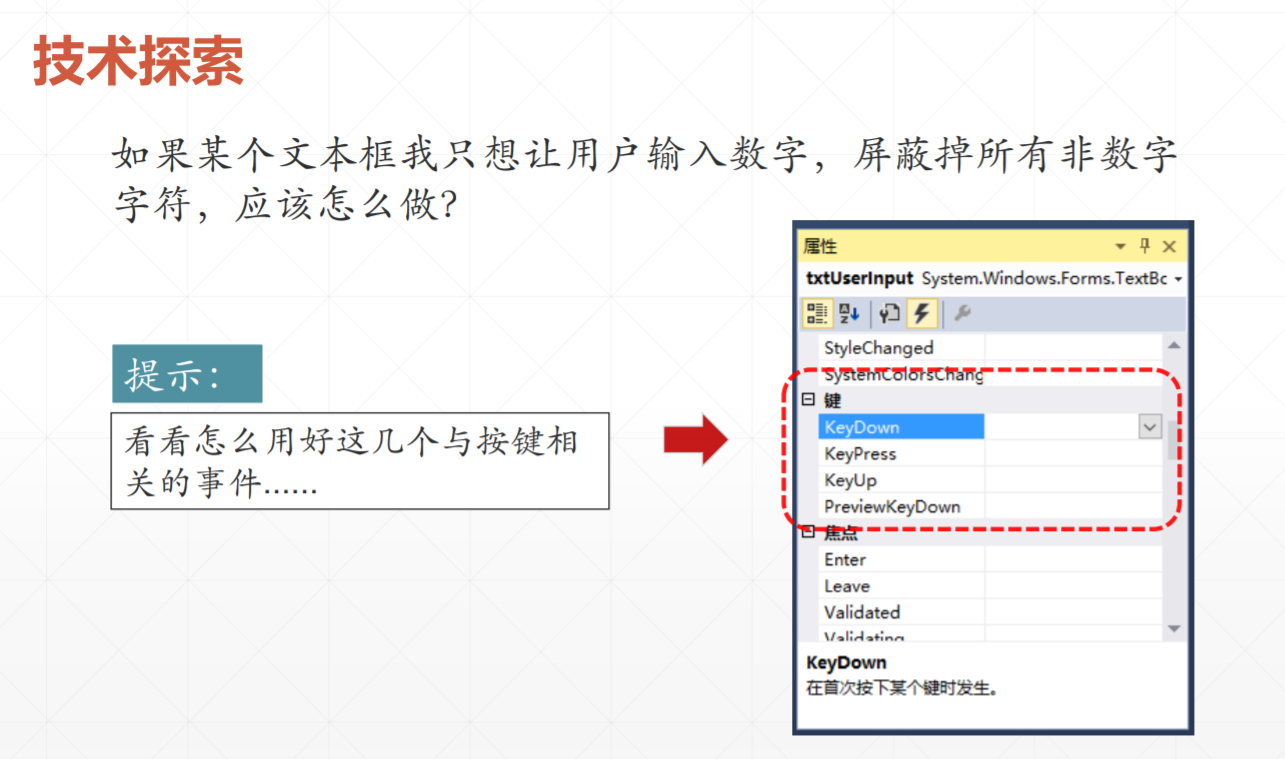 技术探索
如果某个文本框我只想让用户输入数字，屏蔽掉所有非数字
字符，应该怎么做？
提示：
看看怎么用好这几个与按键相
关的事件……
属性
txtUserInput System.Windows.Forms.TextBc
StyleChanged
SystemColorsChang
键
KeyDown
KeyPress
KeyUp
PreviewKeyDown
焦点
Enter
Leave
Validated
Validating
KeyDown
在首次按下某个键时发生。